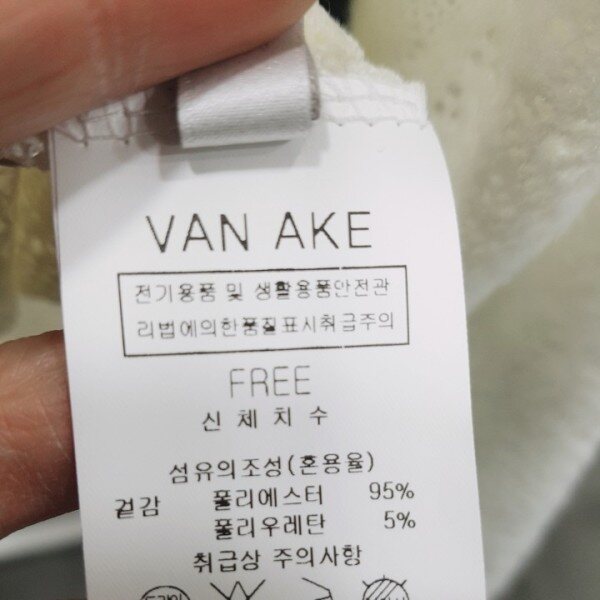 VAN AKE
전기용품 및 생활용품안전관
리법에의한품질표시취급주의
FREE
신체치수
섬유의조성(혼용율)
겉감 폴리에스터 95%
폴리우레탄 5%
취급상 주의사항
드라이